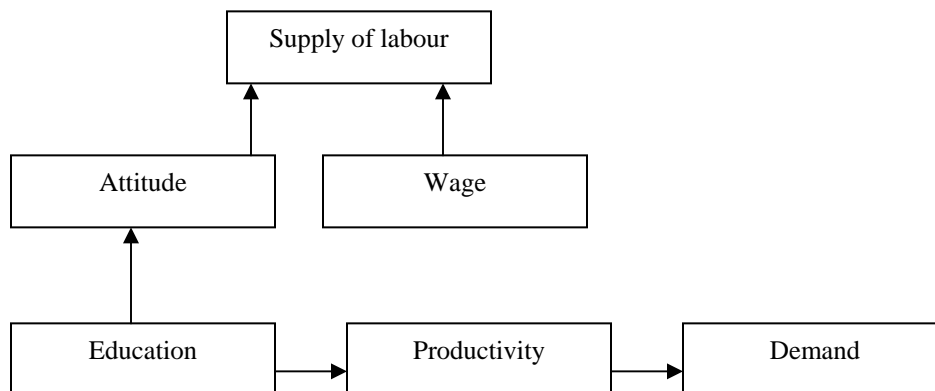 Supply of labour
Attitude
Wage
Education
Productivity
Demand